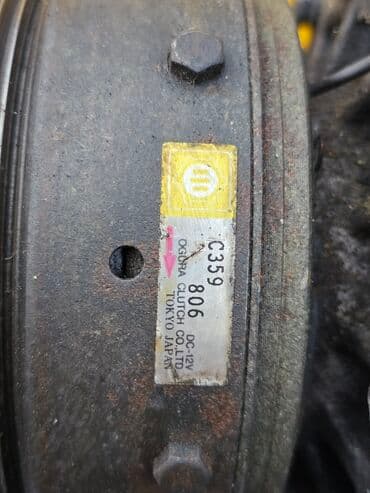 C359
806 DC-12V
OGURA CLUTCH CO.,LTD.
TOKYO JAPAN